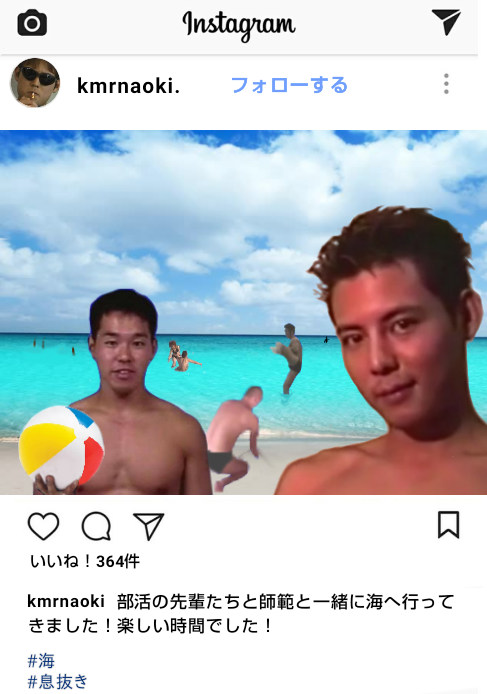 Instagram
kmrnaoki. フォローする
いいね！364件
kmrnaoki 部活の先輩たちと師範と一緒に海へ行って
きました！楽しい時間でした！
#海
#息抜き